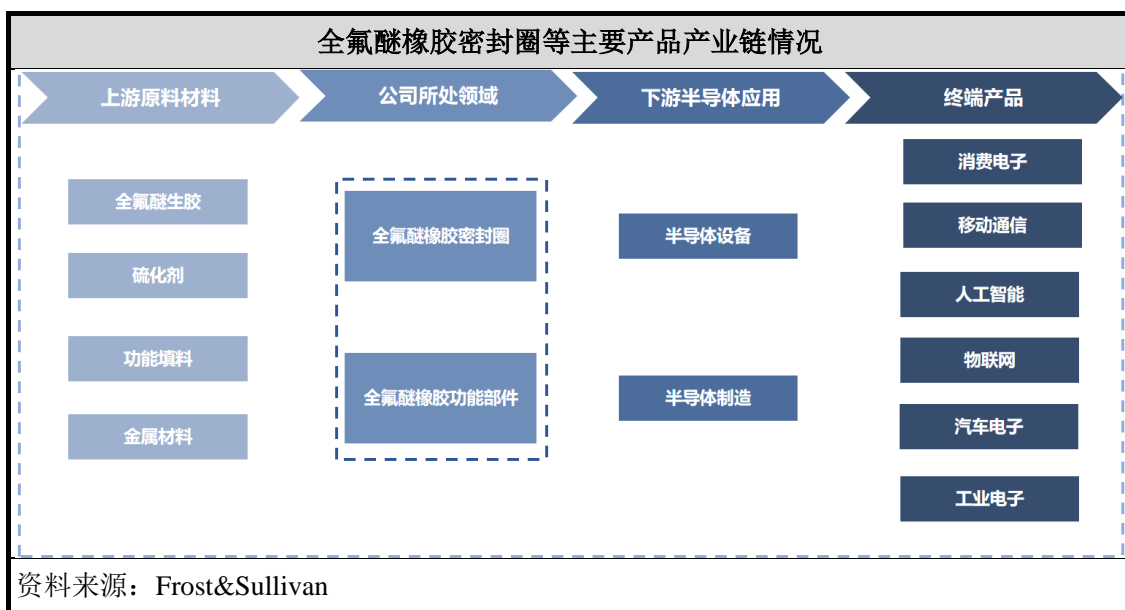 全氟醚橡胶密封圈等主要产品产业链情况
上游原料材料
公司所处领域
下游半导体应用
终端产品
全氟醚生胶
硫化剂
功能填料
金属材料
全氟醚橡胶密封圈
全氟醚橡胶功能部件
半导体设备
半导体制造
消费电子
移动通信
人工智能
物联网
汽车电子
工业电子
资料来源：Frost&Sullivan